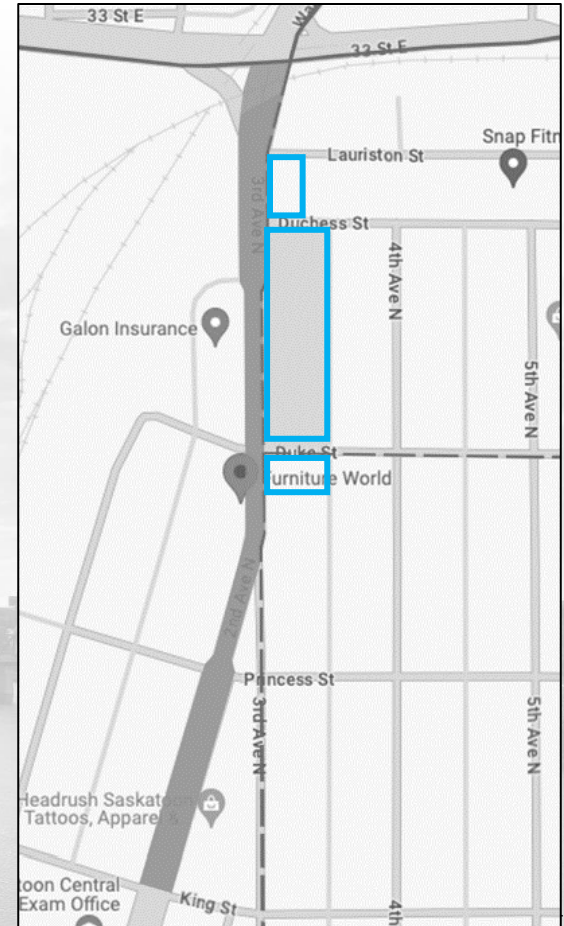 33 St E
Wa
33 St E
Snap Fitn
Lauriston St
3rd Ave N
Duchess St
4th Ave N
Galon Insurance
5th Ave N
Duke St
Furniture World
2nd Ave N
Princess St
3rd Ave N
5th Ave N
Headrush Saskatoon
Tattoos, Apparel &
toon Central
Exam Office
King St
4th